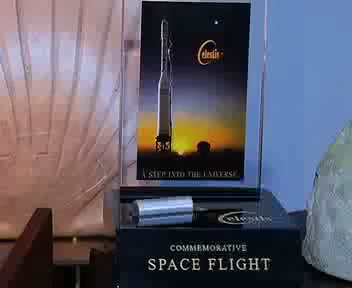 Celestis
A STEP INTO THE UNIVERSE
Celestis
COMMEMORATIVE
SPACE FLIGHT